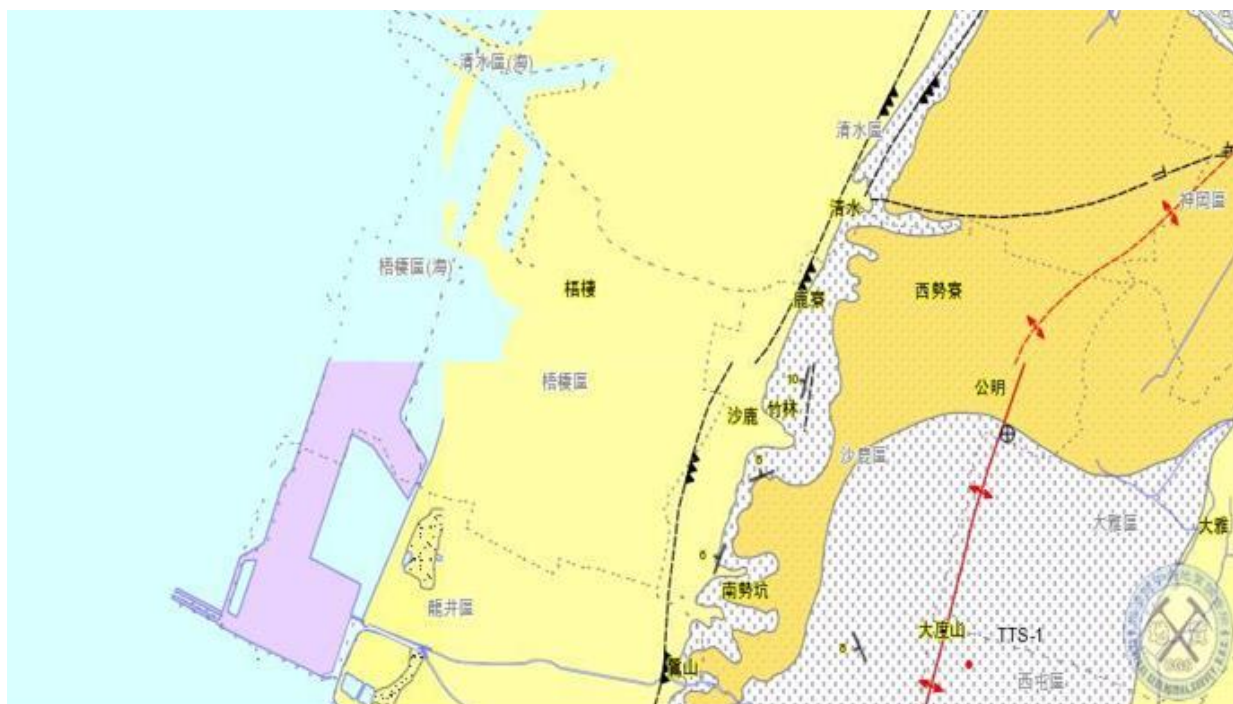 清水區(海)
清水區
清水
神岡區
梧棲區(海)
梧棲
鹿寮
西勢寮
梧棲區
10
公明
沙鹿
竹林
沙鹿區
8
大雅區
大雅
6
南勢坑
龍井區
大度山
TTS-1
8
龍山
西屯區